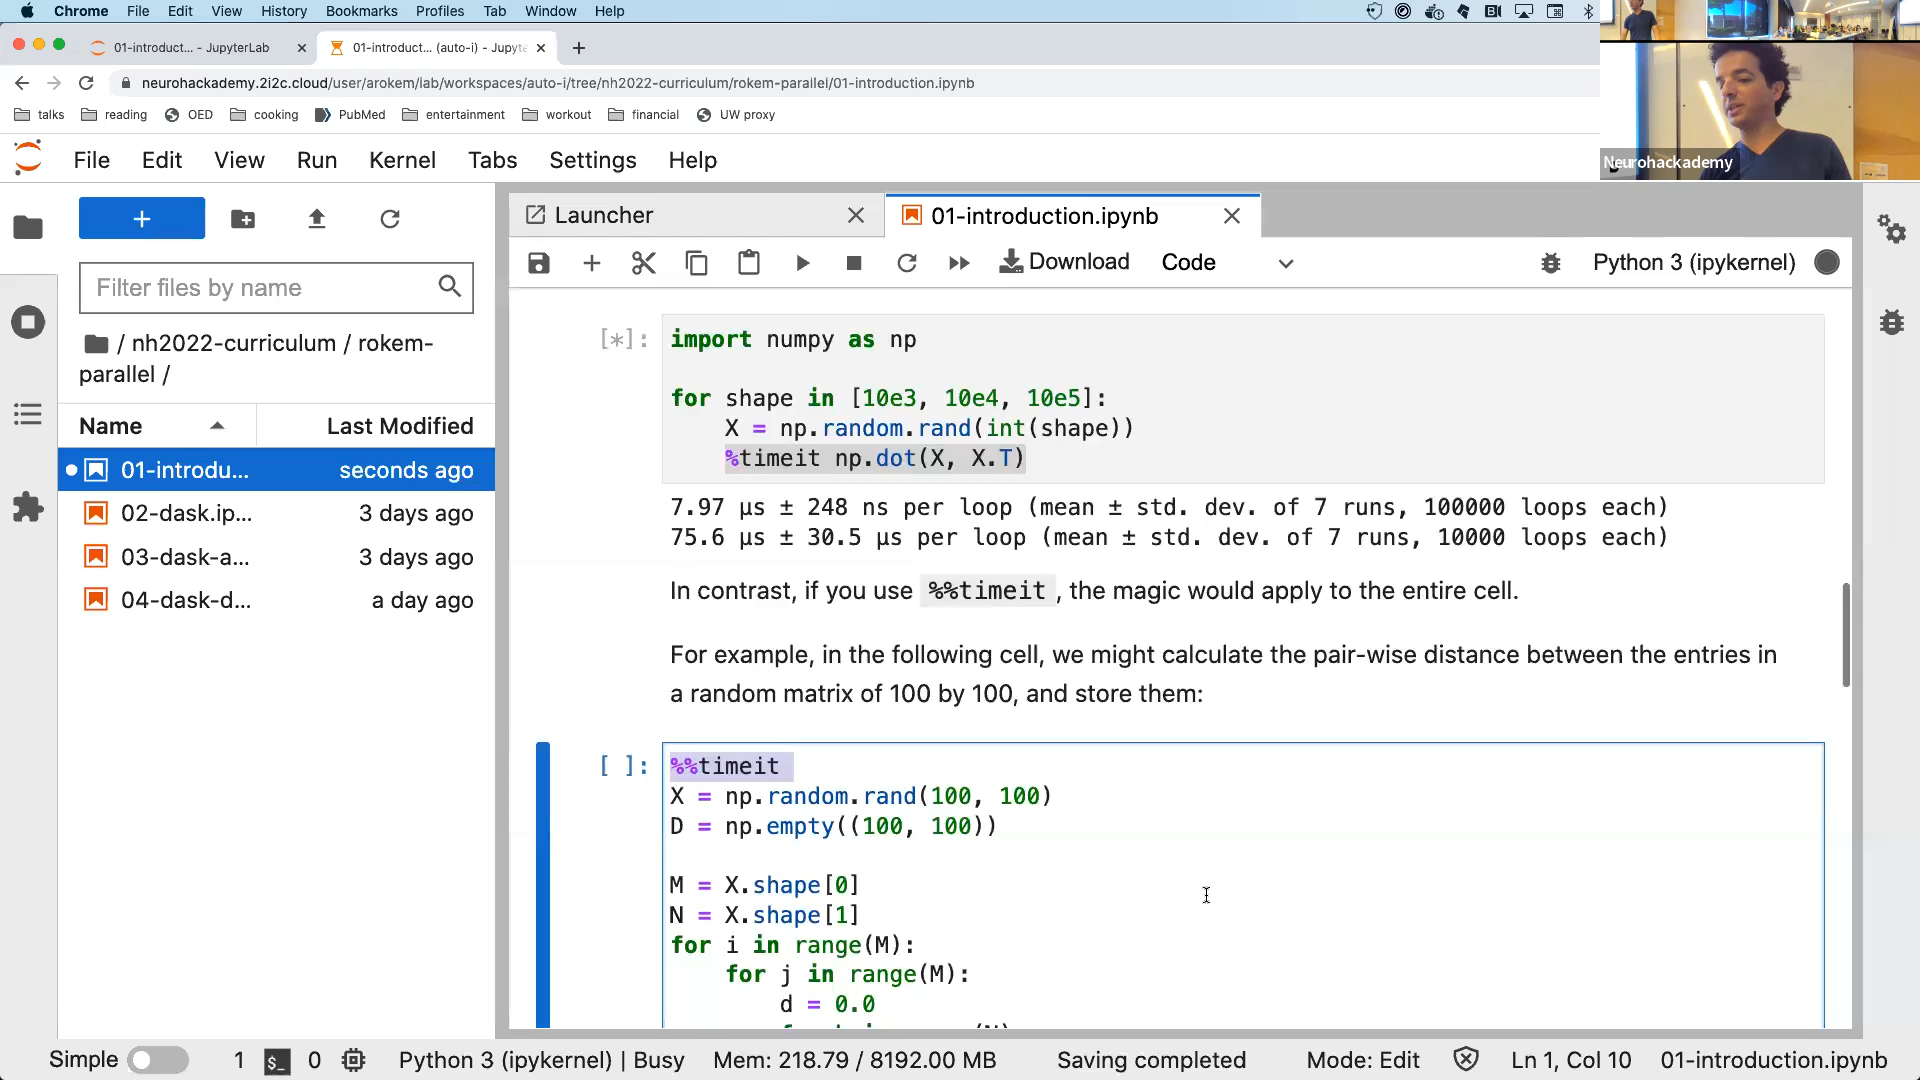 Chrome File Edit View History Bookmarks Profiles Tab Window Help
01-introduct... - JupyterLab
01-introduct... (auto-i) - Jupyte
neurohackademy.2i2c.cloud/user/arokem/lab/workspaces/auto-i/tree/nh2022-curriculum/rokem-parallel/01-introduction.ipynb
talks reading OED cooking PubMed entertainment workout financial UW proxy
Neurohackademy
File Edit View Run Kernel Tabs Settings Help
Launcher
01-introduction.ipynb
Download Code
Python 3 (ipykernel)
Filter files by name
/ nh2022-curriculum / rokem-
parallel /
Name Last Modified
01-introdu... seconds ago
02-dask.ip... 3 days ago
03-dask-a... 3 days ago
04-dask-d... a day ago
[*]: import numpy as np
for shape in [10e3, 10e4, 10e5]:
X = np.random.rand(int(shape))
%timeit np.dot(X, X.T)
7.97 µs ± 248 ns per loop (mean ± std. dev. of 7 runs, 100000 loops each)
75.6 µs ± 30.5 µs per loop (mean ± std. dev. of 7 runs, 10000 loops each)
In contrast, if you use %%timeit , the magic would apply to the entire cell.
For example, in the following cell, we might calculate the pair-wise distance between the entries in
a random matrix of 100 by 100, and store them:
[ ]: %%timeit
X = np.random.rand(100, 100)
D = np.empty((100, 100))
M = X.shape[0]
N = X.shape[1]
for i in range(M):
for j in range(M):
d = 0.0
Simple 1 0 Python 3 (ipykernel) | Busy Mem: 218.79 / 8192.00 MB Saving completed Mode: Edit Ln 1, Col 10 01-introduction.ipynb